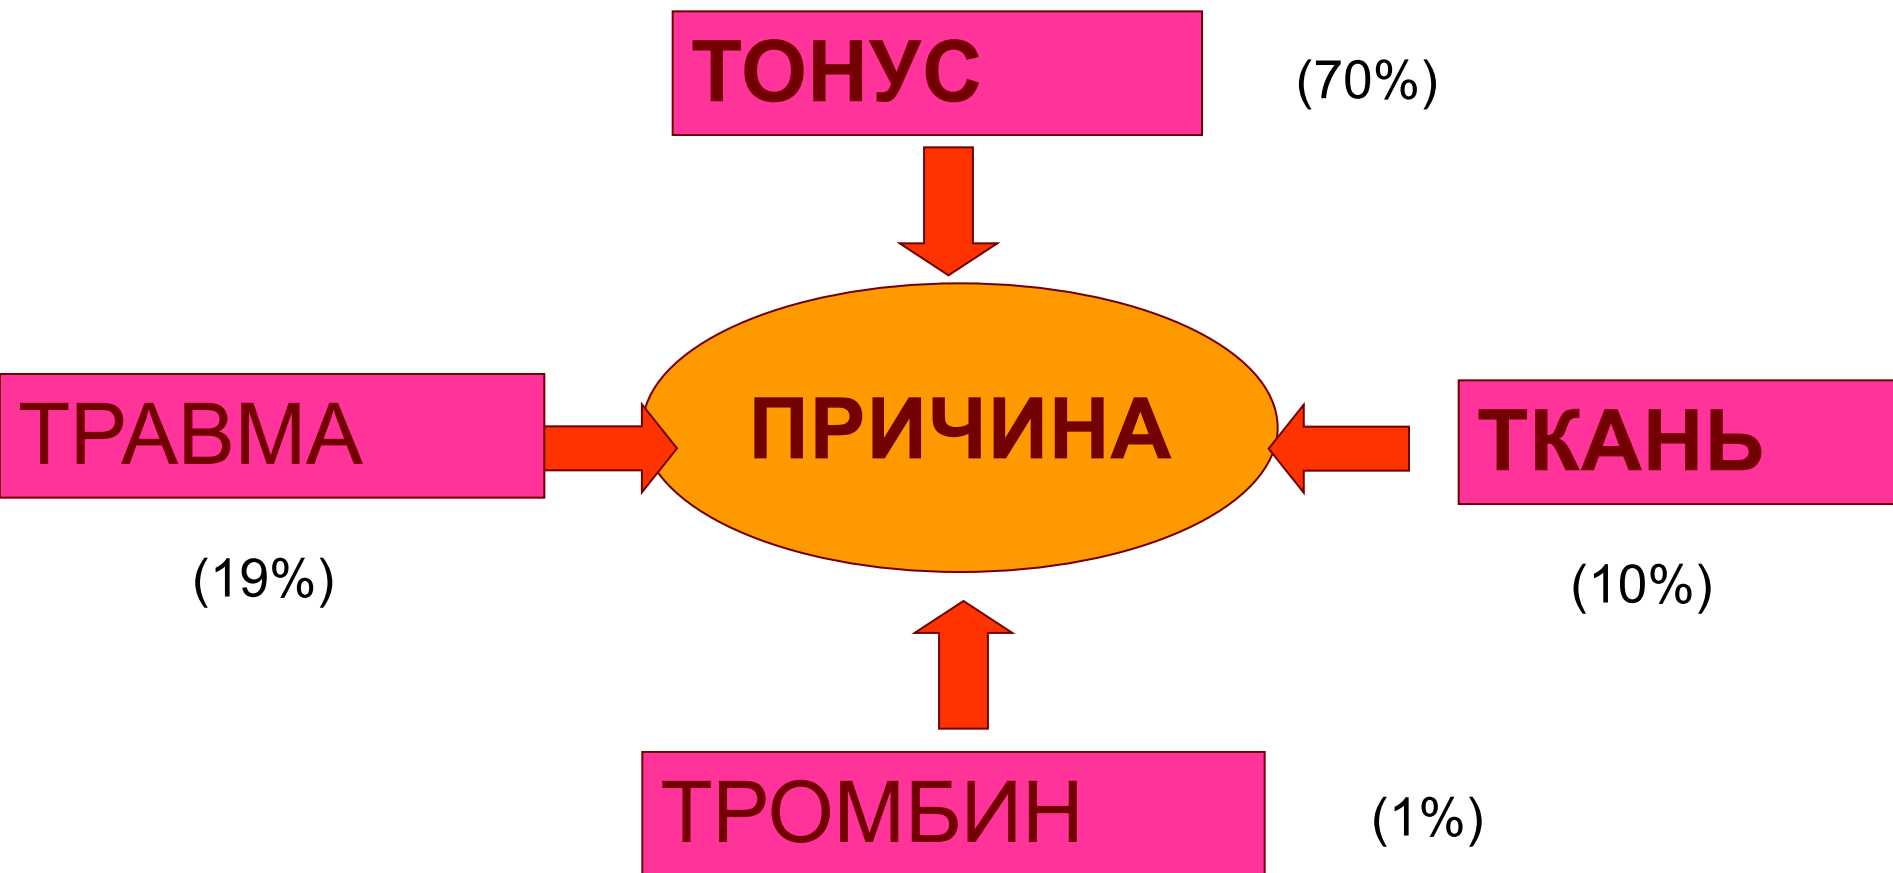 ТОНУС
(70%)
ТРАВМА
ПРИЧИНА
ТКАНЬ
(19%)
(10%)
ТРОМБИН
(1%)